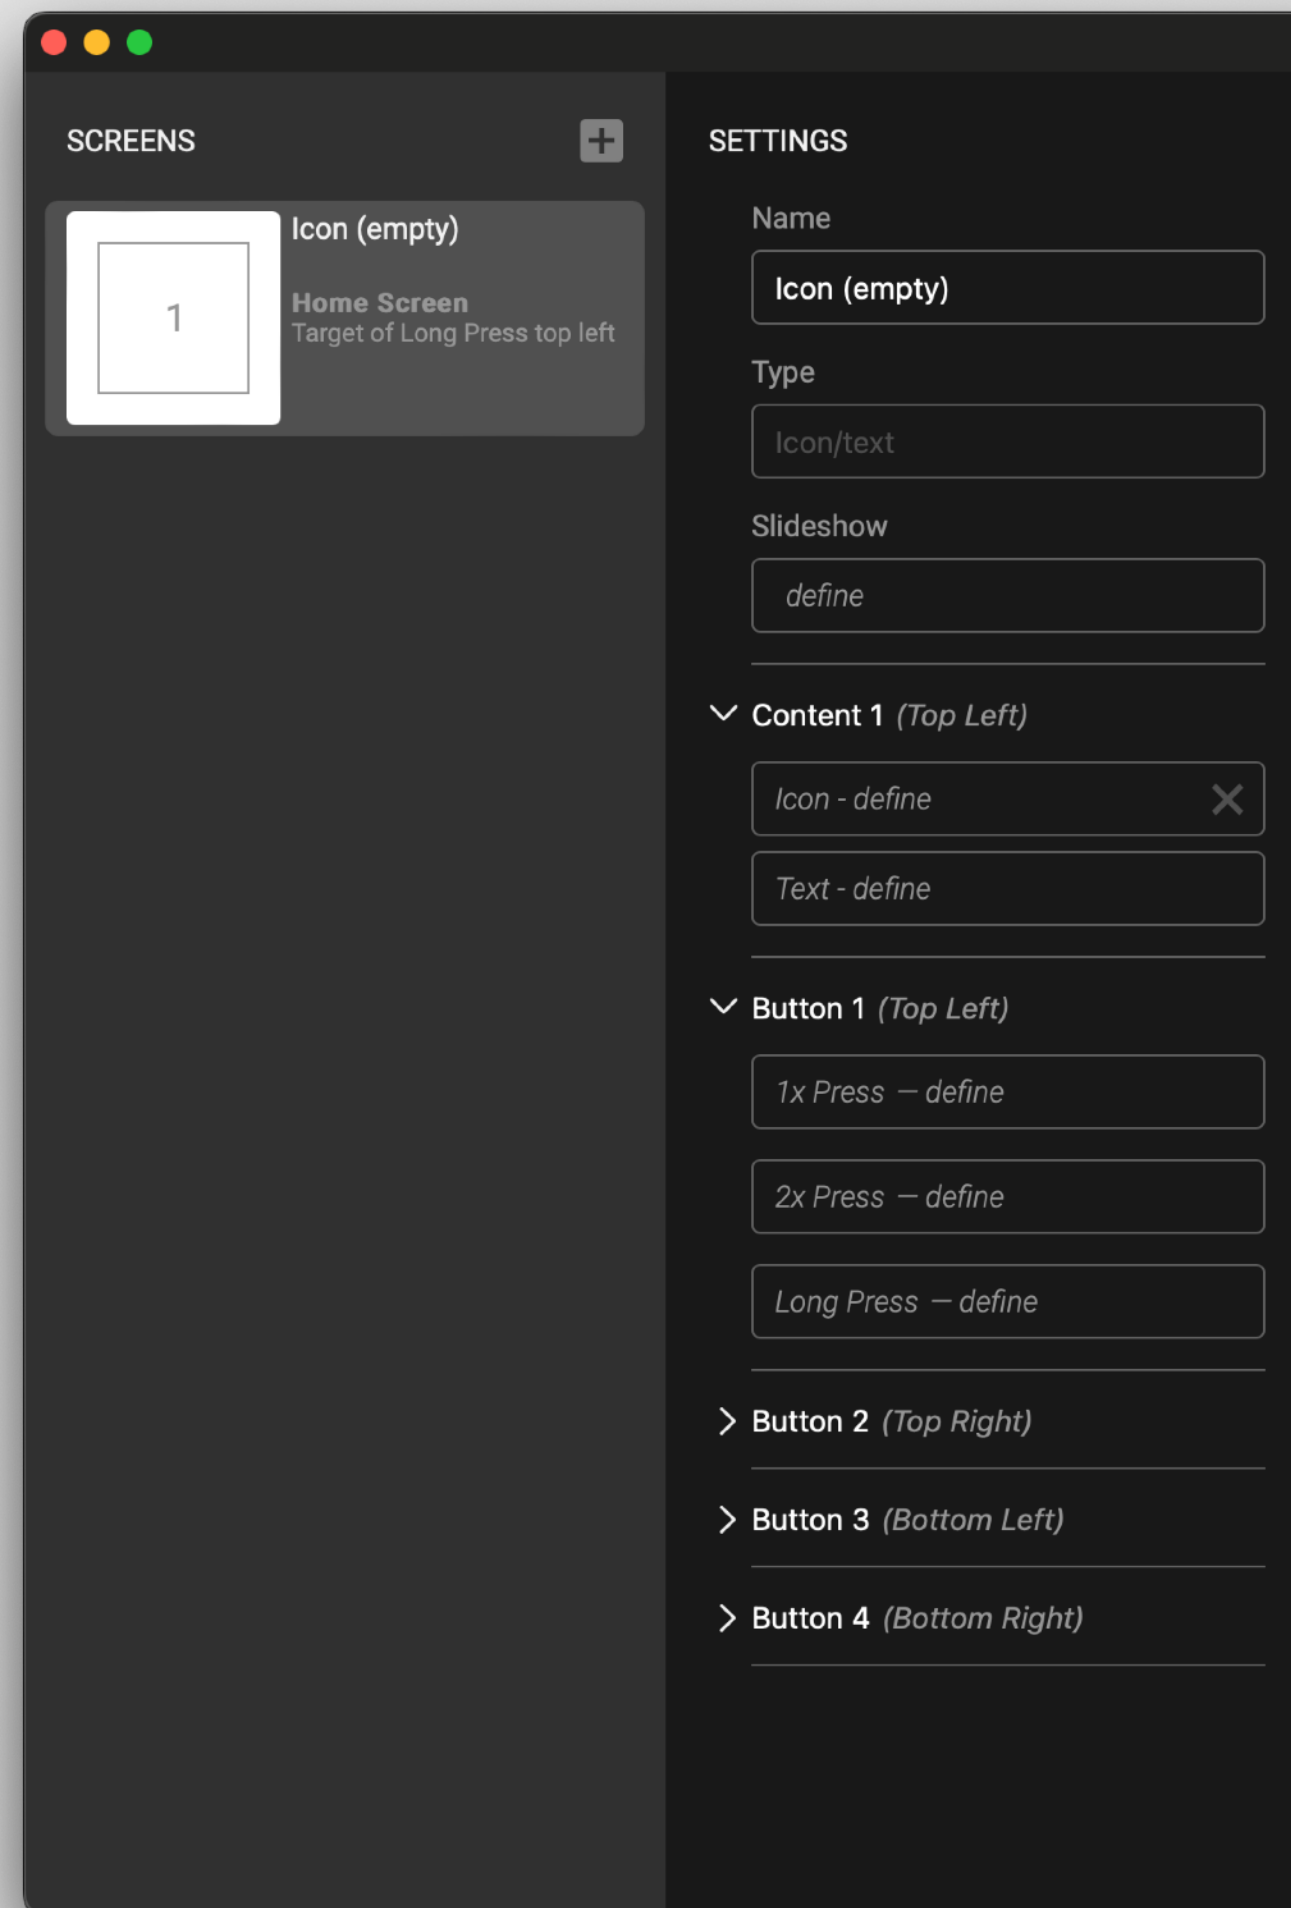 SCREENS
1
Icon (empty)
Home Screen
Target of Long Press top left
SETTINGS
Name
Icon (empty)
Type
Icon/text
Slideshow
define
Content 1 (Top Left)
Icon - define
Text - define
Button 1 (Top Left)
1x Press — define
2x Press — define
Long Press — define
Button 2 (Top Right)
Button 3 (Bottom Left)
Button 4 (Bottom Right)